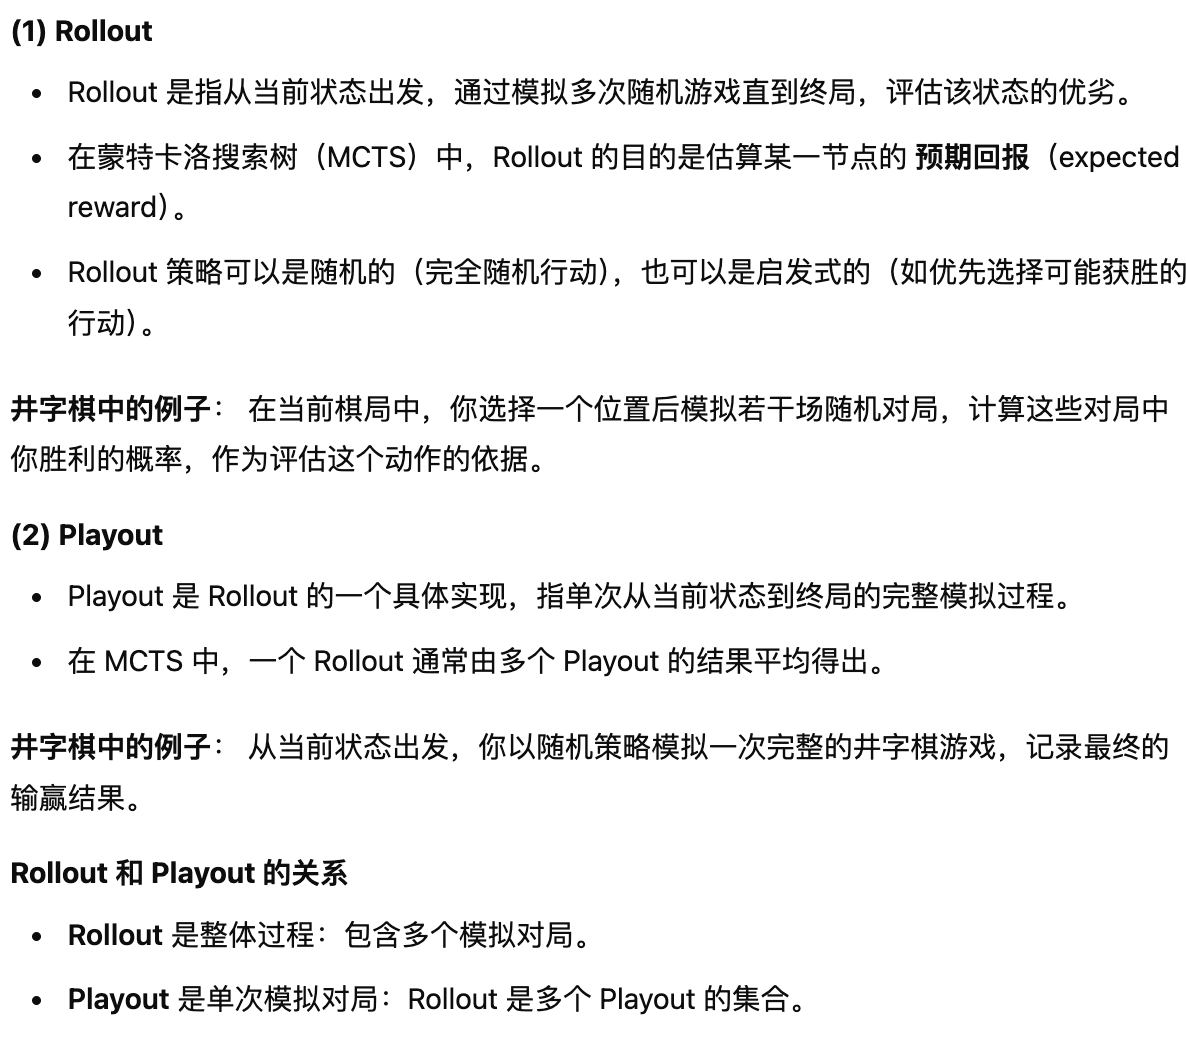 (1) Rollout
• Rollout 是指从当前状态出发，通过模拟多次随机游戏直到终局，评估该状态的优劣。
• 在蒙特卡洛搜索树（MCTS）中，Rollout 的目的是估算某一节点的 预期回报（expected
reward）。
• Rollout 策略可以是随机的（完全随机行动），也可以是启发式的（如优先选择可能获胜的
行动）。
井字棋中的例子： 在当前棋局中，你选择一个位置后模拟若干场随机对局，计算这些对局中
你胜利的概率，作为评估这个动作的依据。
(2) Playout
• Playout 是 Rollout 的一个具体实现，指单次从当前状态到终局的完整模拟过程。
• 在 MCTS 中，一个 Rollout 通常由多个 Playout 的结果平均得出。
井字棋中的例子： 从当前状态出发，你以随机策略模拟一次完整的井字棋游戏，记录最终的
输赢结果。
Rollout 和 Playout 的关系
• Rollout 是整体过程：包含多个模拟对局。
• Playout 是单次模拟对局：Rollout 是多个 Playout 的集合。